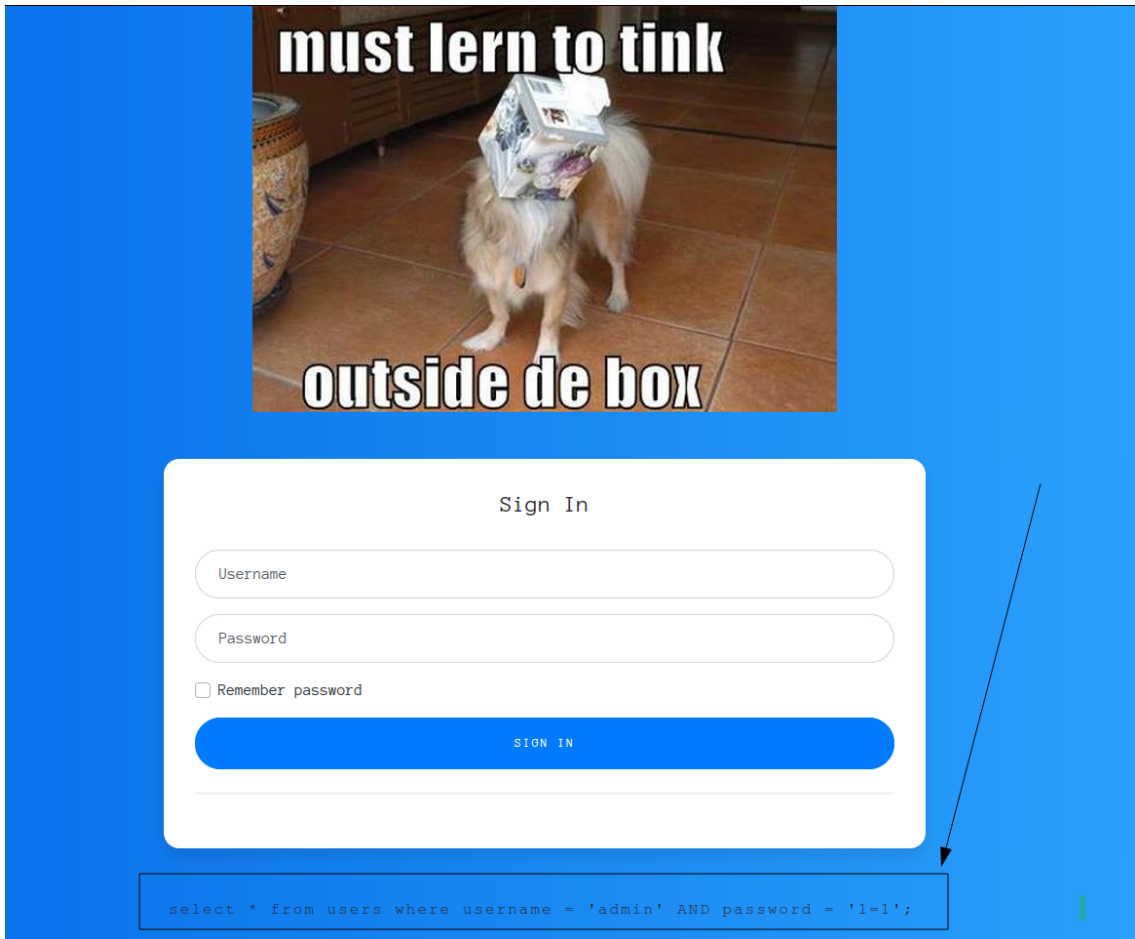 must lern to tink
outside de box
Sign In
Username
Password
Remember password
SIGN IN
select * from users where username = 'admin' AND password = '1=1';